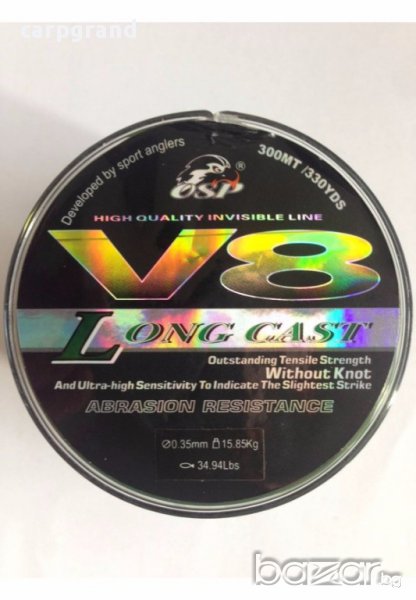 carpgrand
Developed by sport anglers
OSP®
300MT /330YDS
HIGH QUALITY INVISIBLE LINE
V8
LONG CAST
Outstanding Tensile Strength
Without Knot
And Ultra-high Sensitivity To Indicate The Slightest Strike
ABRASION RESISTANCE
Ø0.35mm 15.85Kg
34.94Lbs
bazar.bg